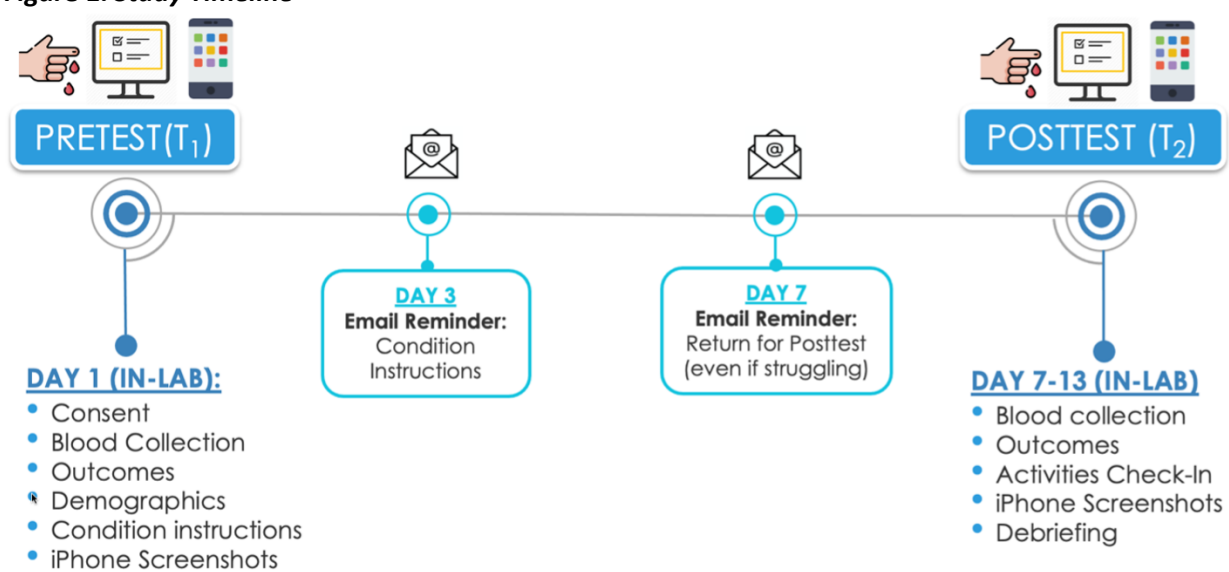 PRETEST(T₁)
POSTTEST (T₂)
@
@
DAY 3
Email Reminder:
Condition
Instructions
DAY 7
Email Reminder:
Return for Posttest
(even if struggling)
DAY 1 (IN-LAB):
• Consent
• Blood Collection
• Outcomes
• Demographics
• Condition instructions
• iPhone Screenshots
DAY 7-13 (IN-LAB)
• Blood collection
• Outcomes
• Activities Check-In
• iPhone Screenshots
• Debriefing